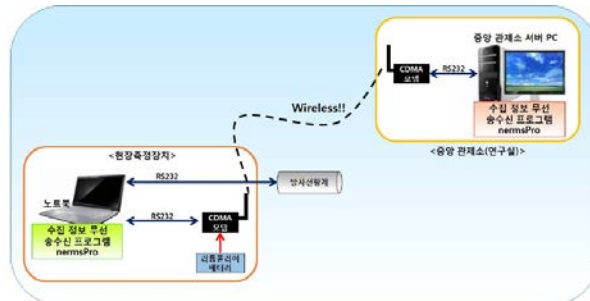 중앙 관제소 서버 PC
CDMA
모뎀
RS232
수집 정보 무선
송수신 프로그램
nermsPro
<중앙 관제소(연구실)>
Wireless!!
<현장측정장치>
RS232
방사선량계
노트북
RS232
CDMA
모뎀
수집 정보 무선
송수신 프로그램
nermsPro
리튬폴리머
배터리